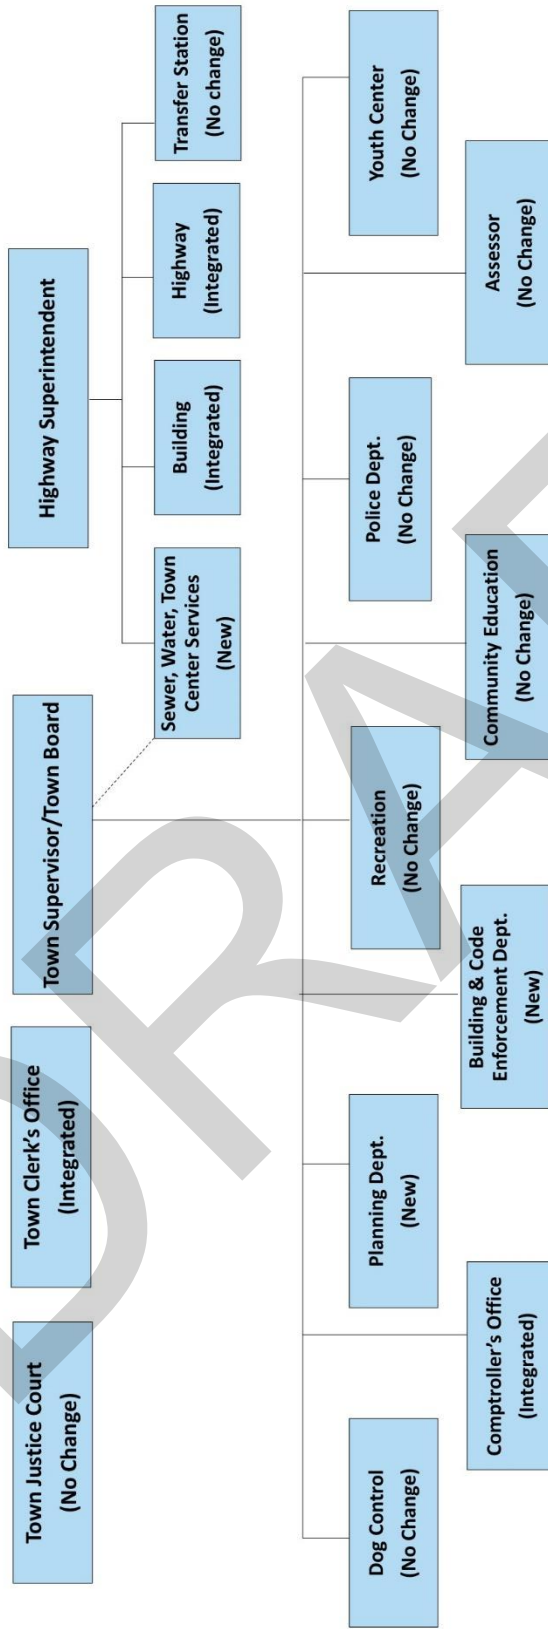 Town Justice Court
(No Change)
Town Clerk's Office
(Integrated)
Town Supervisor/Town Board
Highway Superintendent
Sewer, Water, Town
Center Services
(New)
Building
(Integrated)
Highway
(Integrated)
Transfer Station
(No change)
Dog Control
(No Change)
Planning Dept.
(New)
Recreation
(No Change)
Police Dept.
(No Change)
Youth Center
(No Change)
Comptroller's Office
(Integrated)
Building & Code
Enforcement Dept.
(New)
Community Education
(No Change)
Assessor
(No Change)
DRAF